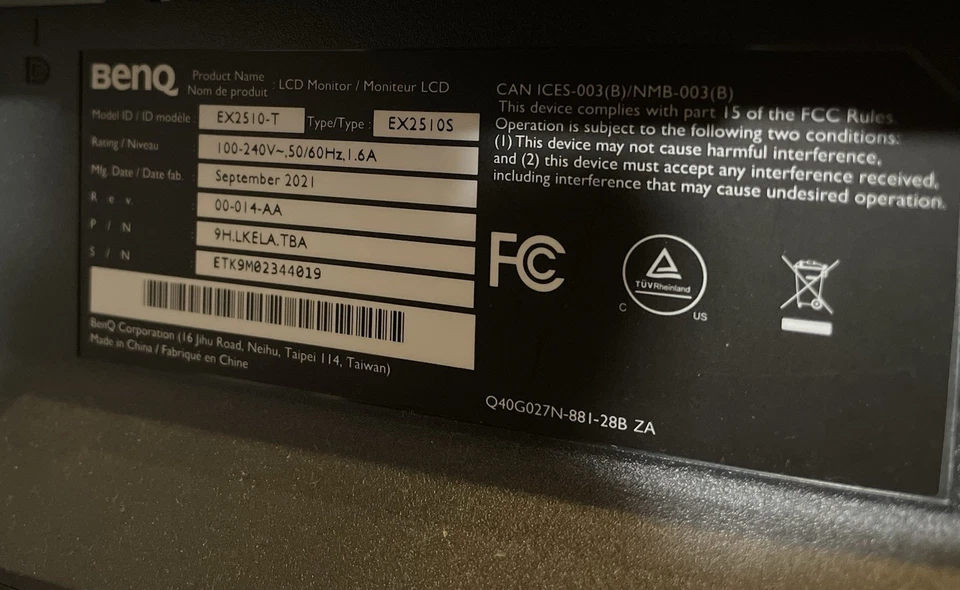 BenQ Product Name
Nom de produit : LCD Monitor / Moniteur LCD
Model ID / ID modèle : EX2510-T Type/Type : EX2510S
Rating / Niveau : 100-240V~,50/60Hz,1.6A
Mfg. Date / Date fab. : September 2021
R e v. : 00-014-AA
P / N : 9H.LKELA.TBA
S / N : ETK9M02344019
BenQ Corporation (16 Jihu Road, Neihu, Taipei 114, Taiwan)
Made in China / Fabriqué en Chine
CAN ICES-003(B)/NMB-003(B)
This device complies with part 15 of the FCC Rules.
Operation is subject to the following two conditions:
(1) This device may not cause harmful interference,
and (2) this device must accept any interference received,
including interference that may cause undesired operation.
FC
TÜVRheinland
C US
Q40G027N-881-28B ZA